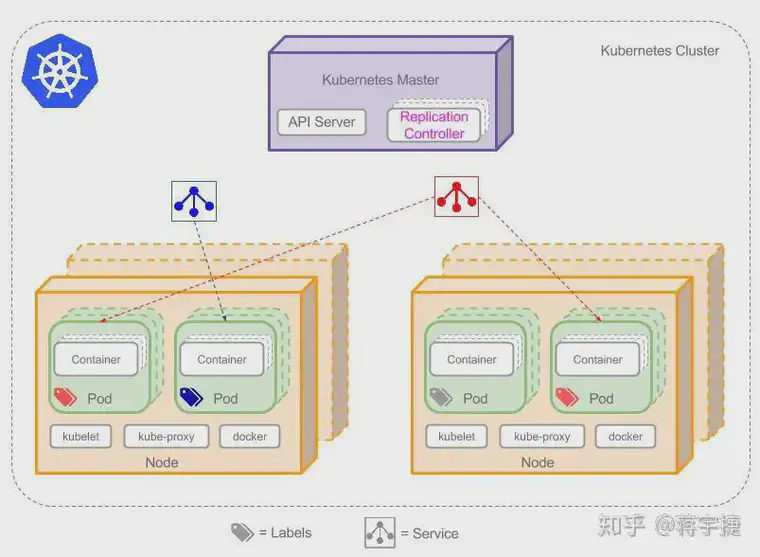 Kubernetes Cluster
Kubernetes Master
API Server
Replication
Controller
Container
Container
Pod
Pod
kubelet
kube-proxy
docker
Node
Container
Container
Pod
Pod
kubelet
kube-proxy
docker
Node
= Labels
= Service
知乎 @蒋宇捷